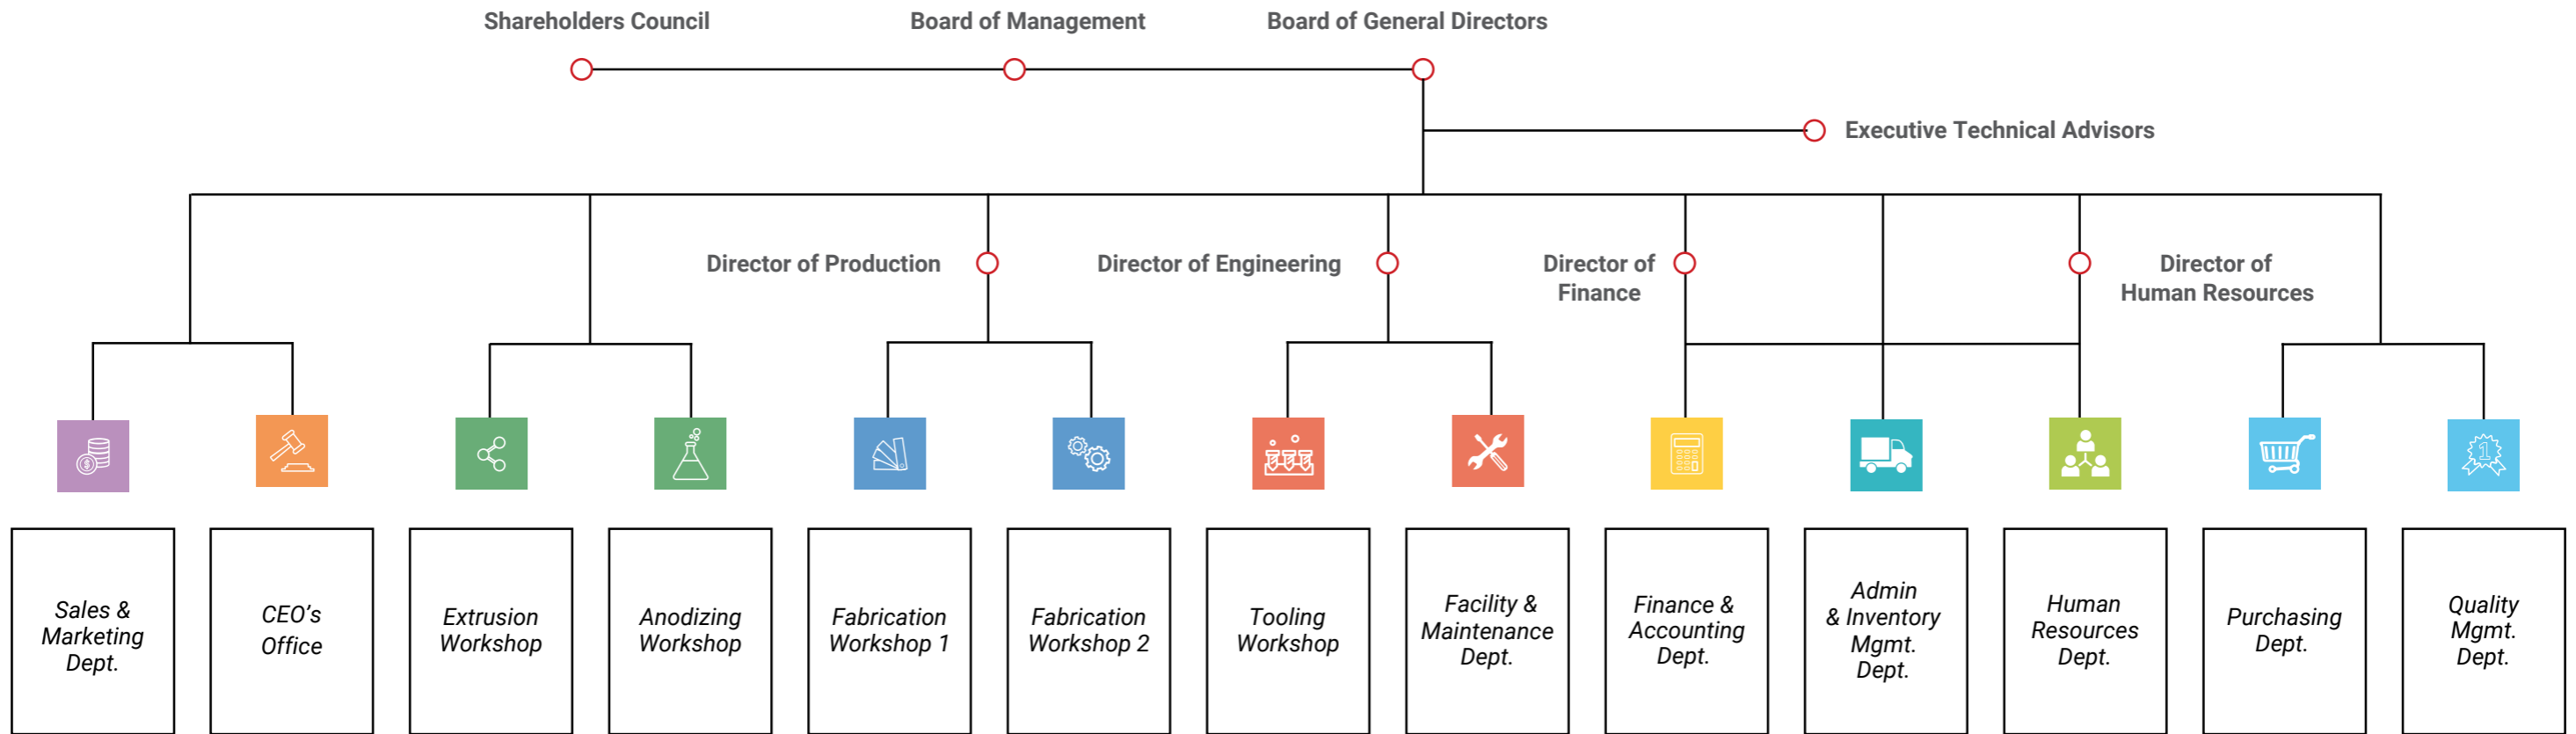 Shareholders Council
Board of Management
Board of General Directors
Executive Technical Advisors
Director of Production
Director of Engineering
Director of
Finance
Director of
Human Resources
$
1
Sales &
Marketing
Dept.
CEO’s
Office
Extrusion
Workshop
Anodizing
Workshop
Fabrication
Workshop 1
Fabrication
Workshop 2
Tooling
Workshop
Facility &
Maintenance
Dept.
Finance &
Accounting
Dept.
Admin
& Inventory
Mgmt.
Dept.
Human
Resources
Dept.
Purchasing
Dept.
Quality
Mgmt.
Dept.